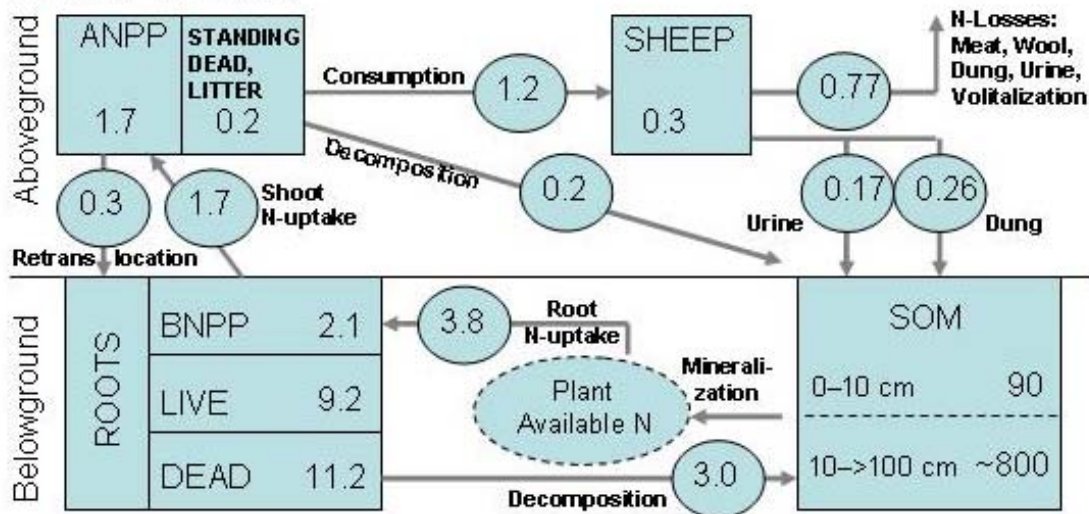 Aboveground
ANPP
1.7
STANDING
DEAD,
LITTER
0.2
Consumption
1.2
SHEEP
0.3
0.77
N-Losses:
Meat, Wool,
Dung, Urine,
Volitalization
Decomposition
0.2
0.3
1.7
Shoot
N-uptake
Retrans location
Urine
0.17
0.26
Dung
Belowground
ROOTS
BNPP 2.1
LIVE 9.2
DEAD 11.2
3.8
Root
N-uptake
Plant
Available N
Minerali-
zation
Decomposition
3.0
SOM
0–10 cm 90
10–>100 cm ~800